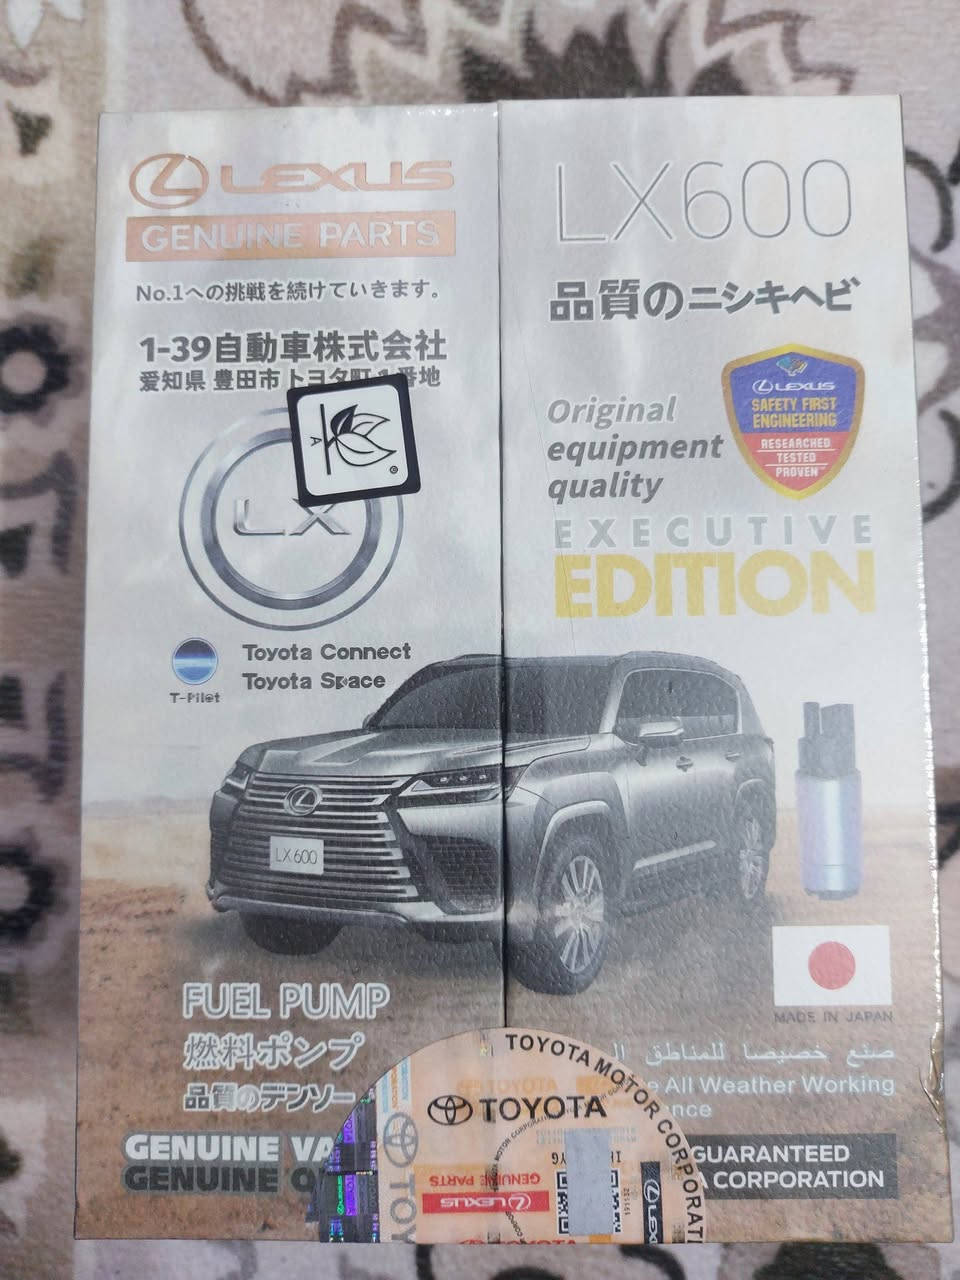 LEXUS
GENUINE PARTS
No.1への挑戦を続けていきます。
1-39自動車株式会社
愛知県 豊田市 トヨタ町 番地
A
©
LX
T-Pilot
Toyota Connect
Toyota Space
LX600
品質のニシキヘビ
Original
equipment
quality
LEXUS
SAFETY FIRST
ENGINEERING
RESEARCHED
TESTED
PROVEN
EXECUTIVE
EDITION
LX600
MADE IN JAPAN
FUEL PUMP
燃料ポンプ
品質のデンソー
صنع خصيصا للمناطق
All Weather Working
GENUINE
GENUINE
GUARANTEED
CORPORATION
TOYOTA MOTOR CORPORATI
TOYOTA
GENUINE PARTS
LEXUS
191132